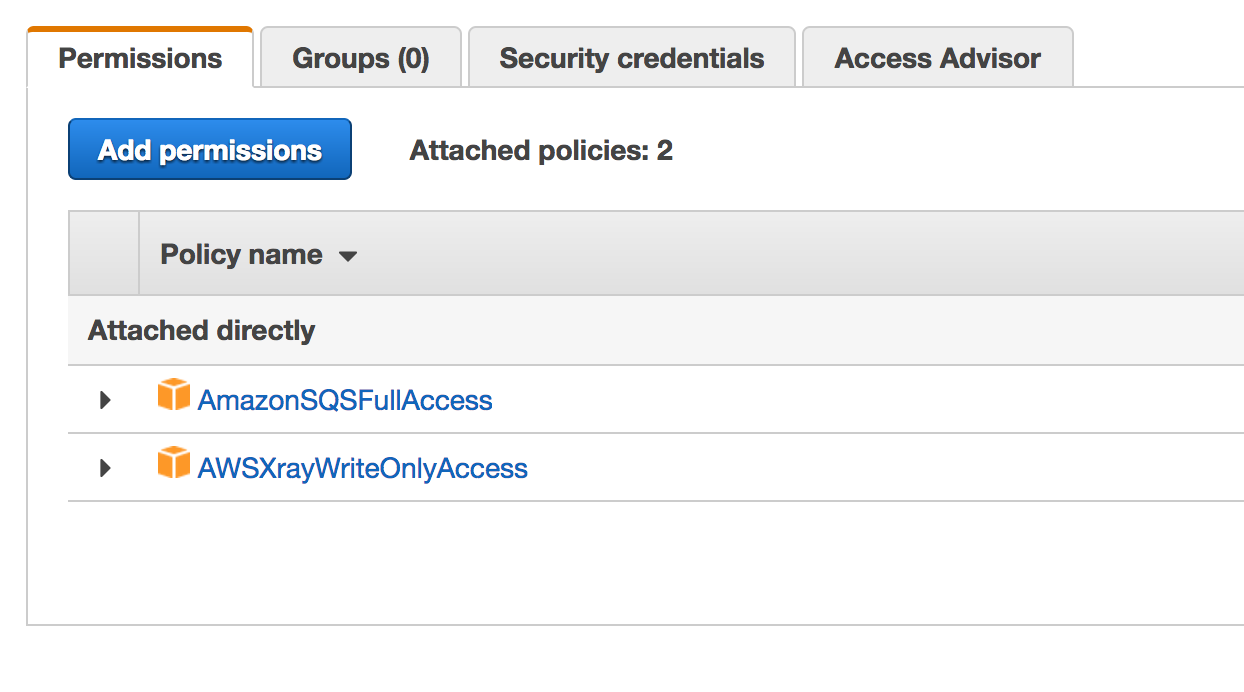 Permissions
Groups (0)
Security credentials
Access Advisor
Add permissions
Attached policies: 2
Policy name
Attached directly
AmazonSQSFullAccess
AWSXrayWriteOnlyAccess